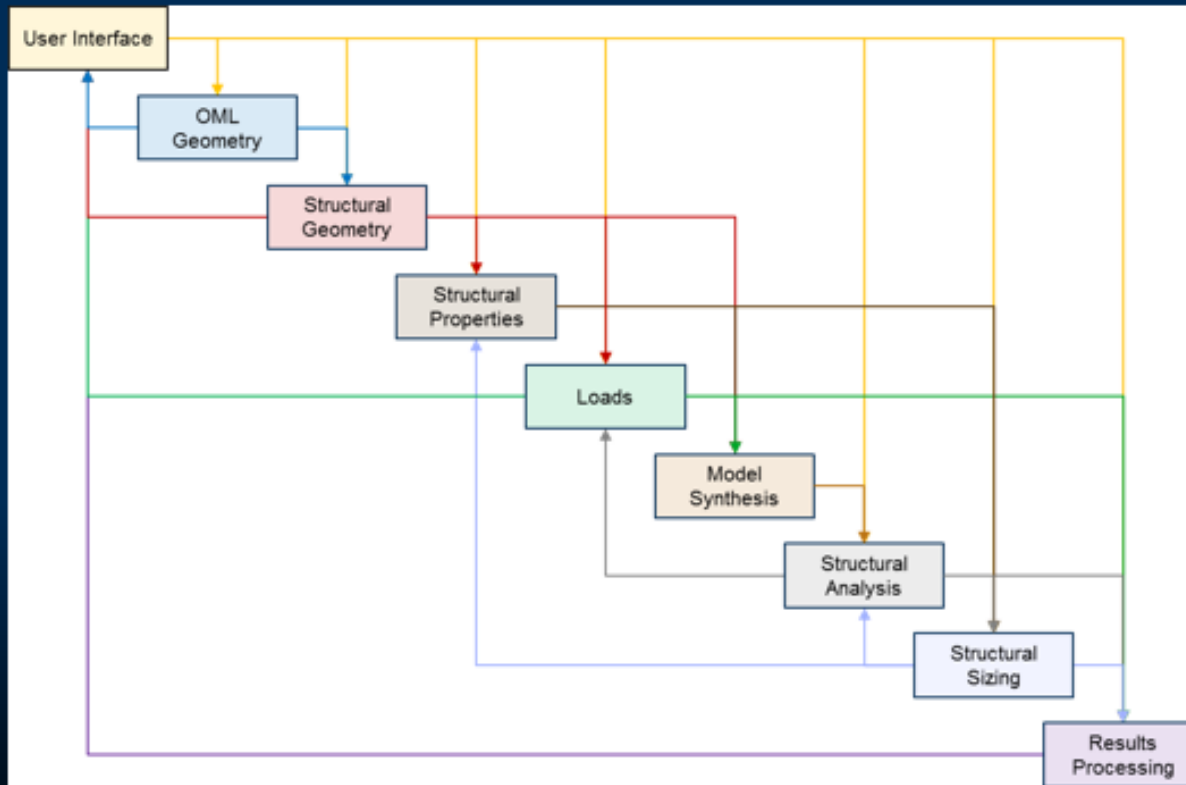 User Interface
OML
Geometry
Structural
Geometry
Structural
Properties
Loads
Model
Synthesis
Structural
Analysis
Structural
Sizing
Results
Processing